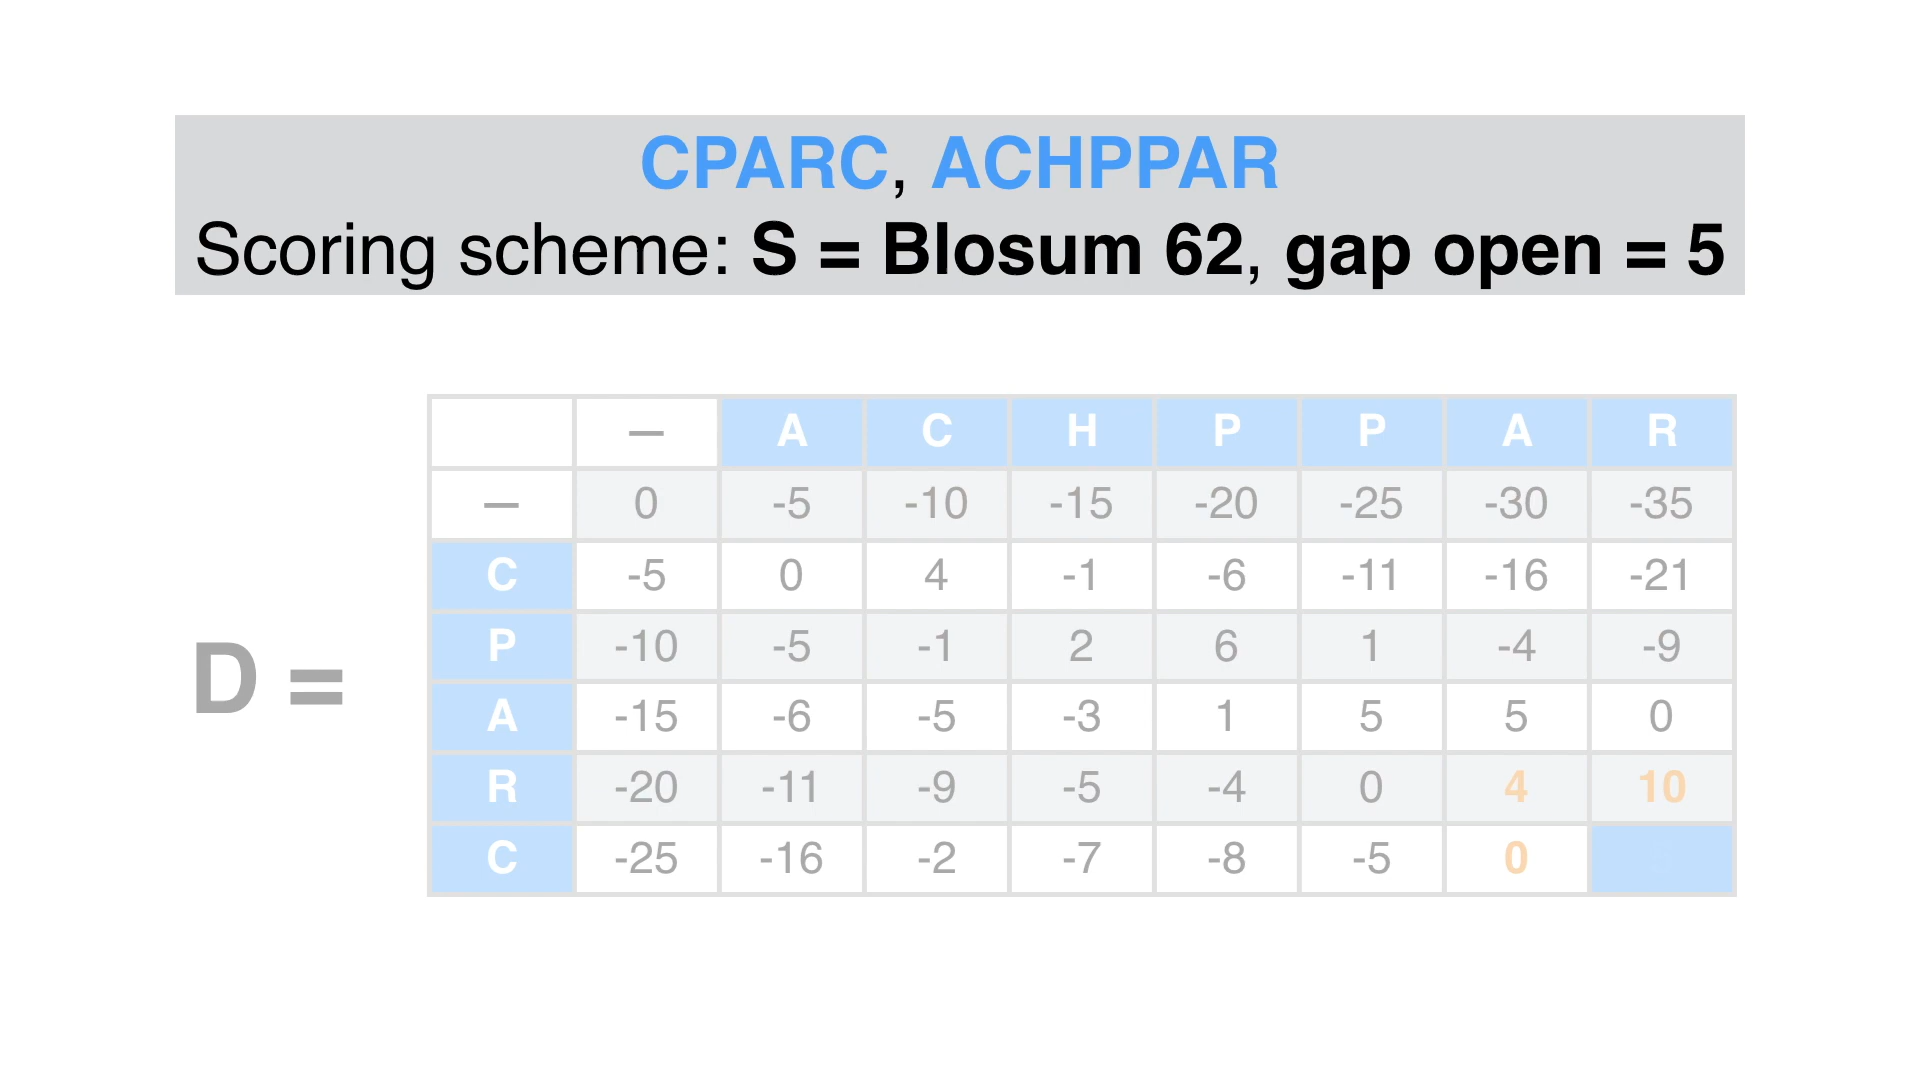 CPARC, ACHPPAR
Scoring scheme: S = Blosum 62, gap open = 5
D =
— A C H P P A R
— 0 -5 -10 -15 -20 -25 -30 -35
C -5 0 4 -1 -6 -11 -16 -21
P -10 -5 -1 2 6 1 -4 -9
A -15 -6 -5 -3 1 5 5 0
R -20 -11 -9 -5 -4 0 4 10
C -25 -16 -2 -7 -8 -5 0